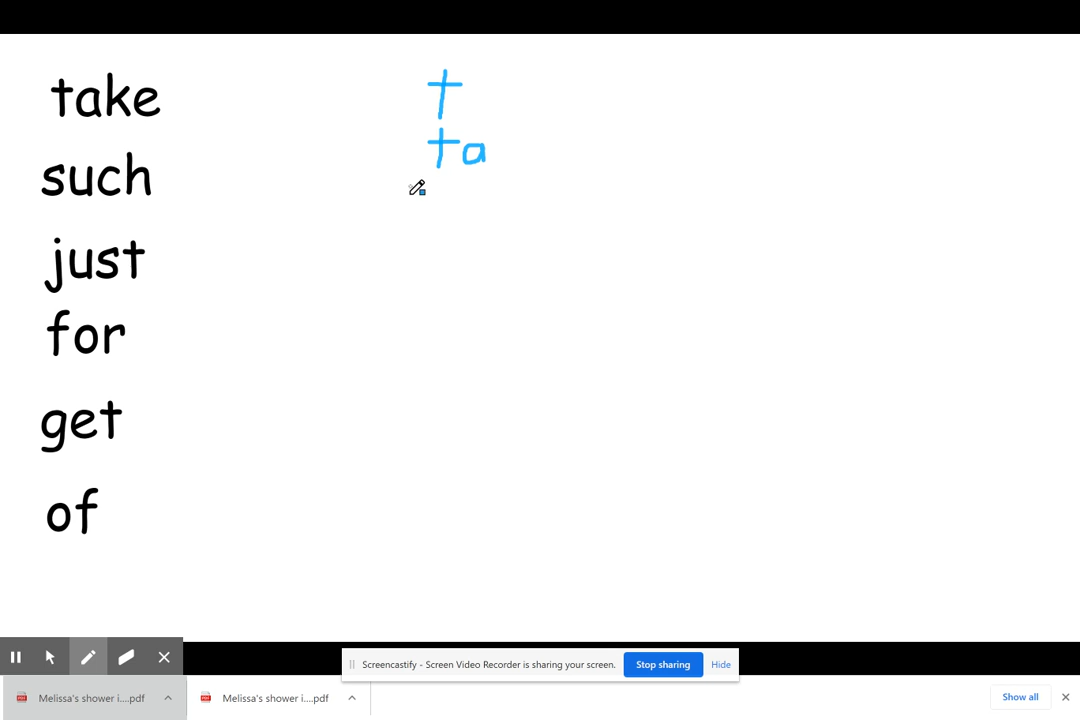 take
such
just
for
get
of
t
ta
Screencastify - Screen Video Recorder is sharing your screen.
Stop sharing
Hide
Melissa's shower i....pdf
Melissa's shower i....pdf
Show all